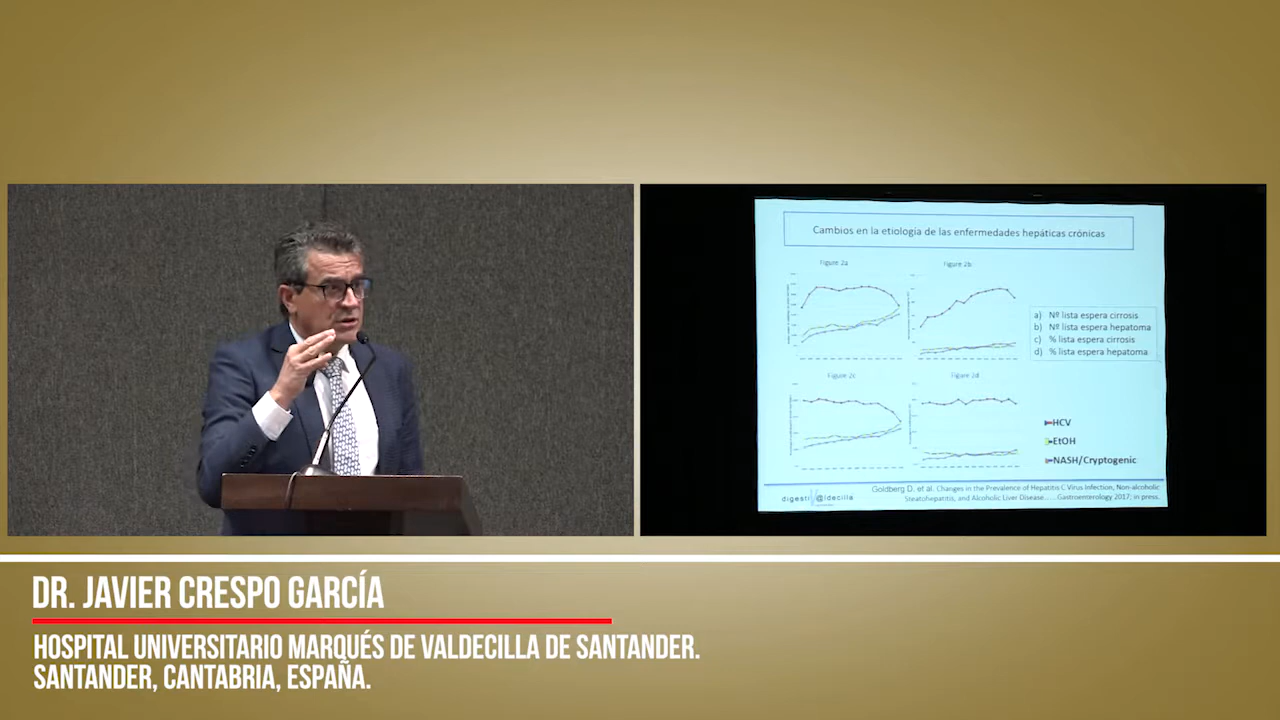 Cambios en la etiología de las enfermedades hepáticas crónicas
Figure 2a
Figure 2b
a) Nº lista espera cirrosis
b) Nº lista espera hepatoma
c) % lista espera cirrosis
d) % lista espera hepatoma
Figure 2c
Figure 2d
HCV
EtOH
NASH/Cryptogenic
Goldberg D. et al. Changes in the Prevalence of Hepatitis C Virus Infection, Non-alcoholic
Steatohepatitis, and Alcoholic Liver Disease...... Gastroenterology 2017; in press.
digestiV@ldecilla
DR. JAVIER CRESPO GARCÍA
HOSPITAL UNIVERSITARIO MARQUÉS DE VALDECILLA DE SANTANDER.
SANTANDER, CANTABRIA, ESPAÑA.